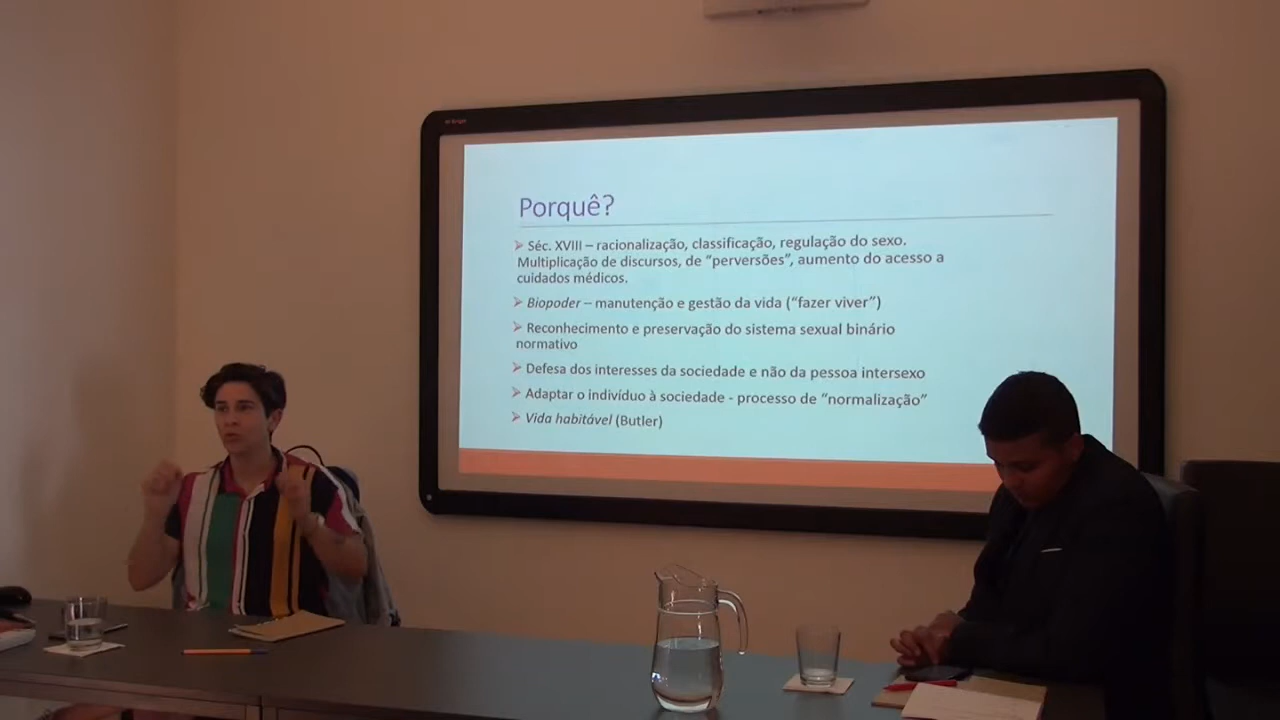 Porquê?
➢ Séc. XVIII – racionalização, classificação, regulação do sexo.
Multiplicação de discursos, de “perversões”, aumento do acesso a
cuidados médicos.
➢ Biopoder – manutenção e gestão da vida (“fazer viver”)
➢ Reconhecimento e preservação do sistema sexual binário
normativo
➢ Defesa dos interesses da sociedade e não da pessoa intersexo
➢ Adaptar o indivíduo à sociedade - processo de “normalização”
➢ Vida habitável (Butler)